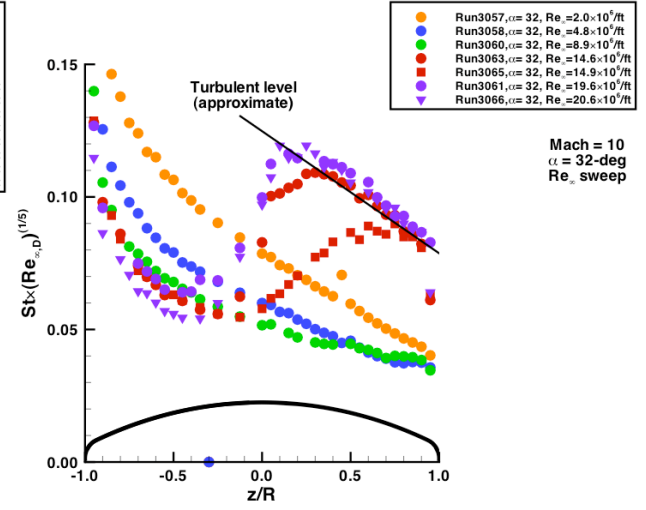 Run3057,α= 32, Re∞=2.0×10⁶/ft
Run3058,α= 32, Re∞=4.8×10⁶/ft
Run3060,α= 32, Re∞=8.9×10⁶/ft
Run3063,α= 32, Re∞=14.6×10⁶/ft
Run3065,α= 32, Re∞=14.9×10⁶/ft
Run3061,α= 32, Re∞=19.6×10⁶/ft
Run3066,α= 32, Re∞=20.6×10⁶/ft
Mach = 10
α = 32-deg
Re∞ sweep
Turbulent level
(approximate)
St×(Re∞,D)^(1/5)
0.15
0.10
0.05
0.00
-1.0 -0.5 0.0 0.5 1.0
z/R